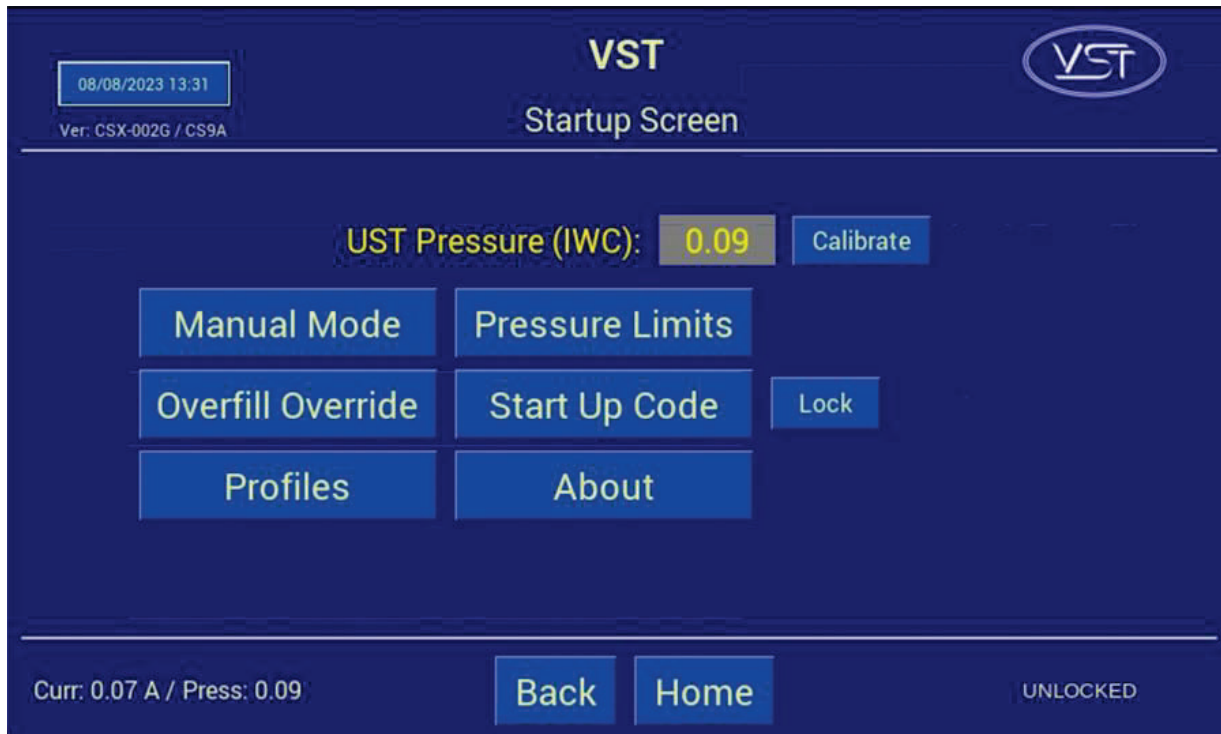 VST
VST
08/08/2023 13:31
Ver: CSX-002G / CS9A
Startup Screen
UST Pressure (IWC): 0.09 Calibrate
Manual Mode Pressure Limits
Overfill Override Start Up Code Lock
Profiles About
Curr: 0.07 A / Press: 0.09 Back Home UNLOCKED